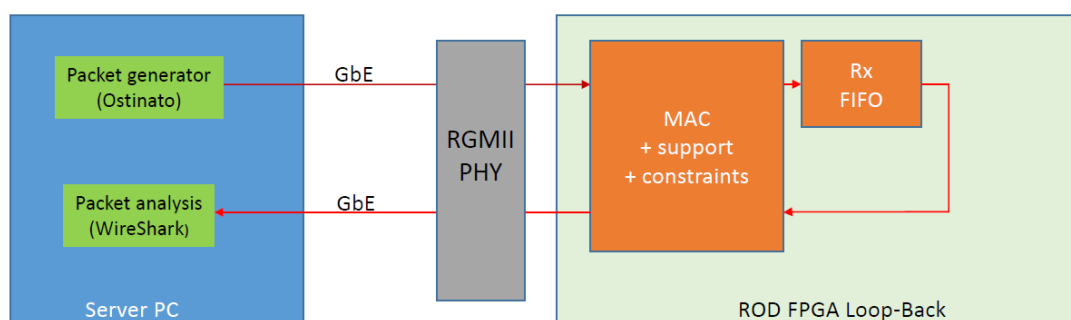 Packet generator
(Ostinato)
GbE
RGMII
PHY
MAC
+ support
+ constraints
Rx
FIFO
Packet analysis
(WireShark)
GbE
Server PC
ROD FPGA Loop-Back